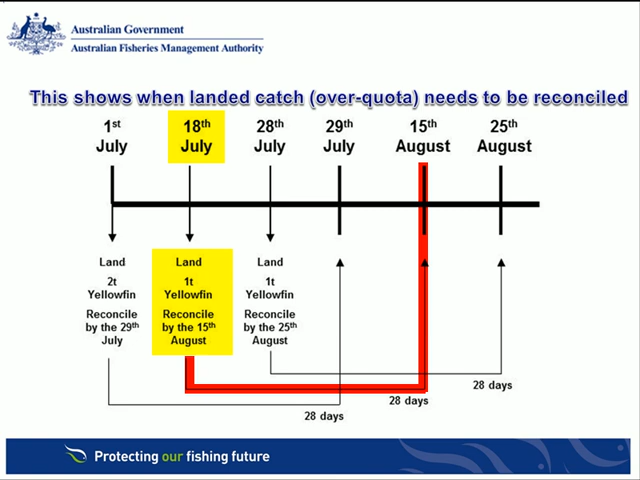 Australian Government
Australian Fisheries Management Authority
This shows when landed catch (over-quota) needs to be reconciled
1st July
18th July
28th July
29th July
15th August
25th August
Land
2t
Yellowfin
Reconcile
by the 29th
July
Land
1t
Yellowfin
Reconcile
by the 15th
August
Land
1t
Yellowfin
Reconcile
by the 25th
August
28 days
28 days
28 days
Protecting our fishing future